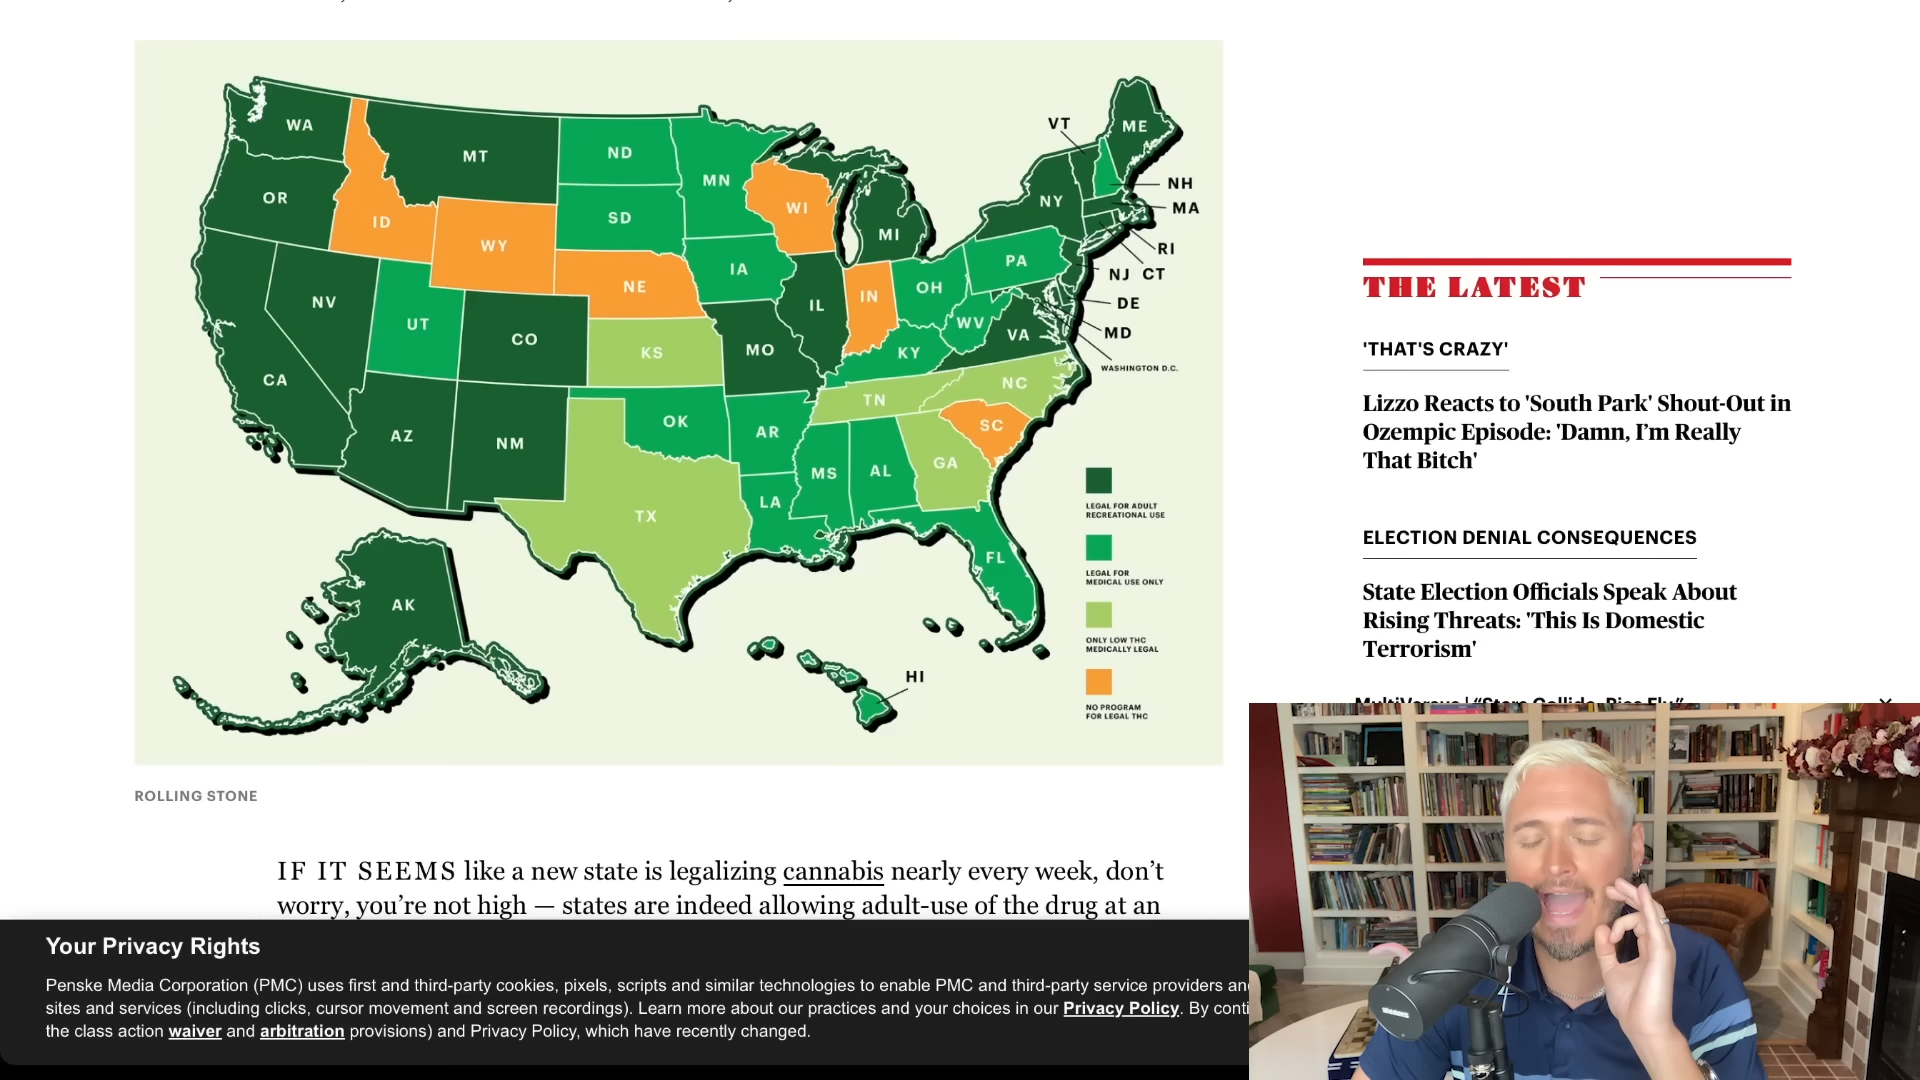 WA
MT
ND
MN
OR
ID
WY
SD
WI
MI
NY
VT
ME
NH
MA
RI
NJ CT
DE
MD
WASHINGTON D.C.
PA
IA
NE
NV
UT
CO
KS
IL
IN
OH
WV
VA
KY
MO
CA
AZ
NM
OK
AR
TN
NC
SC
GA
AL
MS
LA
TX
FL
AK
HI
LEGAL FOR ADULT
RECREATIONAL USE
LEGAL FOR
MEDICAL USE ONLY
ONLY LOW THC
MEDICALLY LEGAL
NO PROGRAM
FOR LEGAL THC
ROLLING STONE
IF IT SEEMS like a new state is legalizing cannabis nearly every week, don’t
worry, you’re not high — states are indeed allowing adult-use of the drug at an
THE LATEST
'THAT'S CRAZY'
Lizzo Reacts to 'South Park' Shout-Out in
Ozempic Episode: 'Damn, I’m Really
That Bitch'
ELECTION DENIAL CONSEQUENCES
State Election Officials Speak About
Rising Threats: 'This Is Domestic
Terrorism'
Your Privacy Rights
Penske Media Corporation (PMC) uses first and third-party cookies, pixels, scripts and similar technologies to enable PMC and third-party service providers
sites and services (including clicks, cursor movement and screen recordings). Learn more about our practices and your choices in our Privacy Policy. By
the class action waiver and arbitration provisions) and Privacy Policy, which have recently changed.